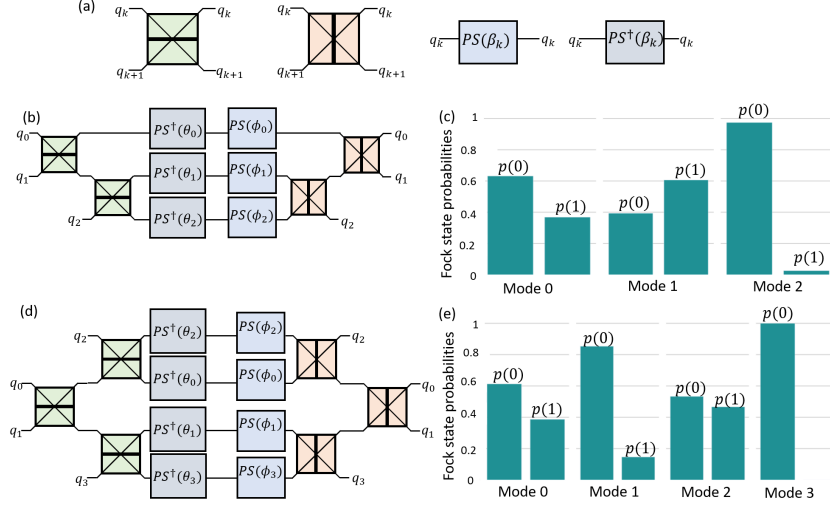 (a)
q_k q_k q_k q_k
PS(β_k) PS†(β_k)
q_k q_k q_k q_k
q_{k+1} q_{k+1} q_{k+1} q_{k+1}
(b)
q_0 PS†(θ_0) PS(ϕ_0) q_0
q_1 PS†(θ_1) PS(ϕ_1) q_1
q_2 PS†(θ_2) PS(ϕ_2) q_2
(c)
Fock state probabilities
1
0.8
0.6
0.4
0.2
0
p(0) p(1) p(0) p(1) p(0) p(1)
Mode 0 Mode 1 Mode 2
(d)
q_2 PS†(θ_2) PS(ϕ_2) q_2
q_0 PS†(θ_0) PS(ϕ_0) q_0
q_1 PS†(θ_1) PS(ϕ_1) q_1
q_3 PS†(θ_3) PS(ϕ_3) q_3
(e)
Fock state probabilities
1
0.8
0.6
0.4
0.2
0
p(0) p(1) p(0) p(1) p(0) p(1) p(0)
Mode 0 Mode 1 Mode 2 Mode 3